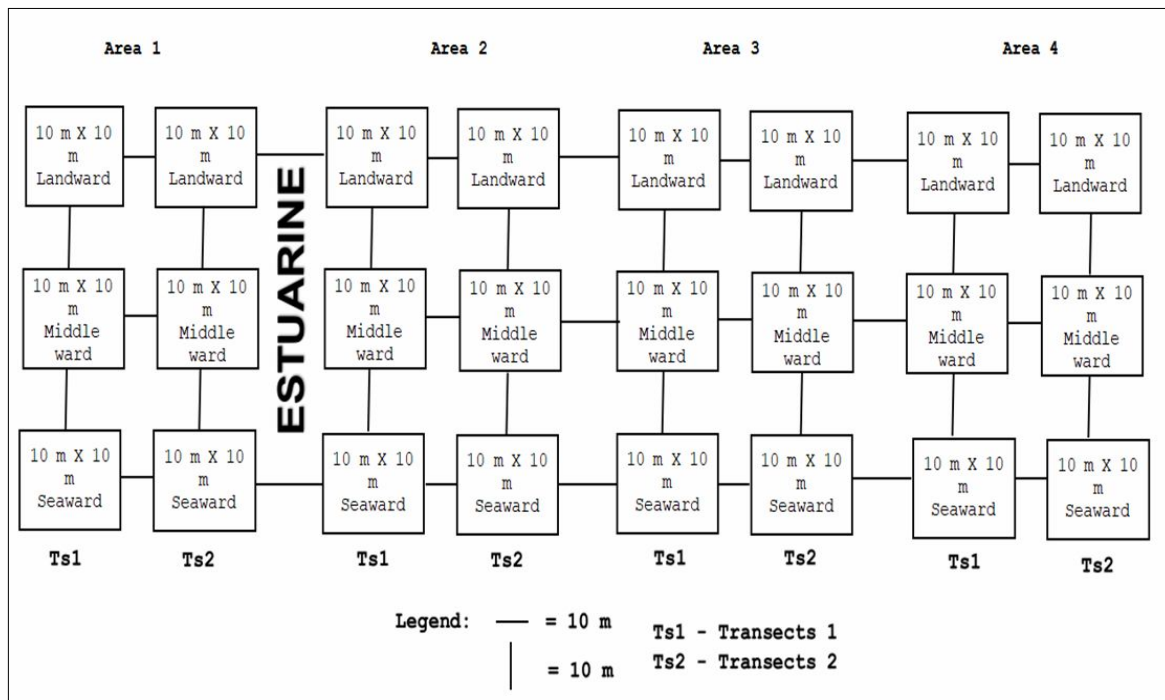 Area 1
Area 2
Area 3
Area 4
10 m X 10
m
Landward
10 m X 10
m
Landward
10 m X 10
m
Landward
10 m X 10
m
Landward
10 m X 10
m
Landward
10 m X 10
m
Landward
10 m X 10
m
Landward
10 m X 10
m
Landward
ESTUARINE
10 m X 10
m
Middle
ward
10 m X 10
m
Middle
ward
10 m X 10
m
Middle
ward
10 m X 10
m
Middle
ward
10 m X 10
m
Middle
ward
10 m X 10
m
Middle
ward
10 m X 10
m
Middle
ward
10 m X 10
m
Middle
ward
10 m X 10
m
Seaward
10 m X 10
m
Seaward
10 m X 10
m
Seaward
10 m X 10
m
Seaward
10 m X 10
m
Seaward
10 m X 10
m
Seaward
10 m X 10
m
Seaward
10 m X 10
m
Seaward
Ts1
Ts2
Ts1
Ts2
Ts1
Ts2
Ts1
Ts2
Legend:
= 10 m
= 10 m
Ts1 - Transects 1
Ts2 - Transects 2